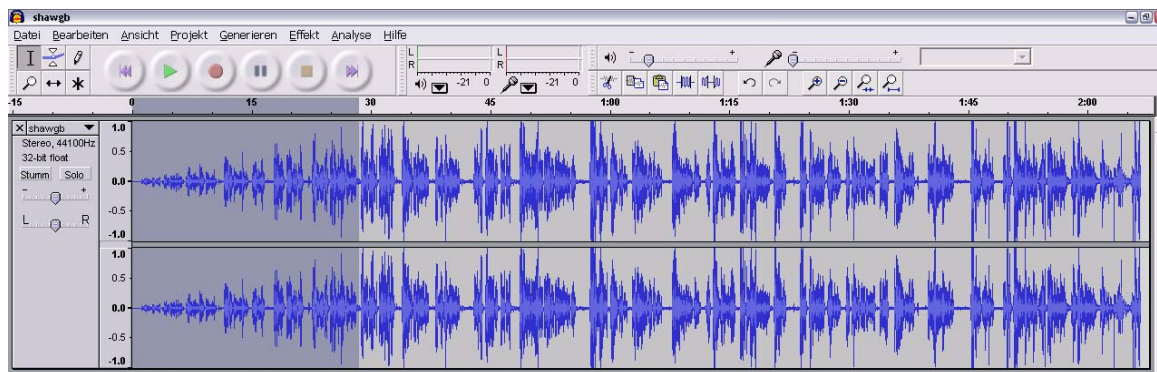 shawgb
Datei Bearbeiten Ansicht Projekt Generieren Effekt Analyse Hilfe
L
R
-21 0
L
R
-21 0
- +
- +
-15 0 15 30 45 1:00 1:15 1:30 1:45 2:00
shawgb
Stereo, 44100Hz
32-bit float
Stumm Solo
- +
L R
1.0
0.5
0.0
-0.5
-1.0
1.0
0.5
0.0
-0.5
-1.0